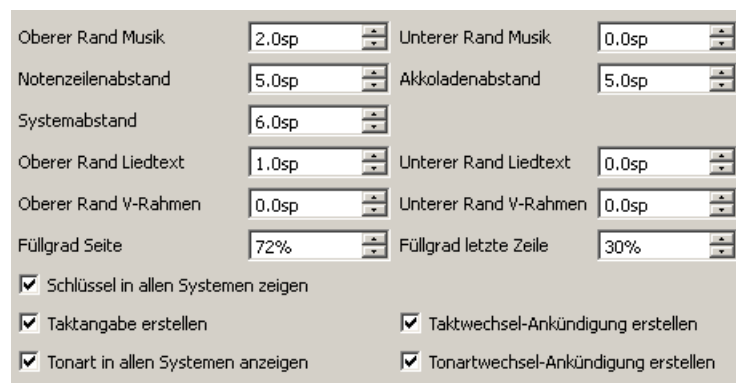 Oberer Rand Musik 2.0sp Unterer Rand Musik 0.0sp
Notenzeilenabstand 5.0sp Akkoladenabstand 5.0sp
Systemabstand 6.0sp
Oberer Rand Liedtext 1.0sp Unterer Rand Liedtext 0.0sp
Oberer Rand V-Rahmen 0.0sp Unterer Rand V-Rahmen 0.0sp
Füllgrad Seite 72% Füllgrad letzte Zeile 30%
Schlüssel in allen Systemen zeigen
Taktangabe erstellen Taktwechsel-Ankündigung erstellen
Tonart in allen Systemen anzeigen Tonartwechsel-Ankündigung erstellen